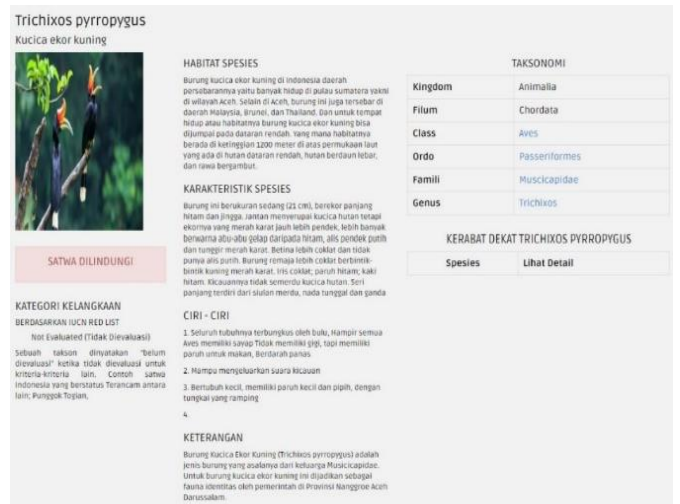 Trichixos pyrropygus
Kucica ekor kuning
SATWA DILINDUNGI
KATEGORI KELANGKAAN
BERDASARKAN IUCN RED LIST
Not Evaluated (Tidak Dievaluasi)
Sebuah takson dinyatakan "belum
dievaluasi" ketika tidak dievaluasi untuk
kriteria-kriteria lain. Contoh satwa
Indonesia yang berstatus Terancam antara
lain; Punggok Togian,
HABITAT SPESIES
Burung kucica ekor kuning di Indonesia daerah
persebarannya yaitu banyak hidup di pulau sumatera yakni
di wilayah Aceh. Selain di Aceh, burung ini juga tersebar di
daerah Malaysia, Brunei, dan Thailand. Dan untuk tempat
hidup atau habitatnya burung kucica ekor kuning bisa
dijumpai pada dataran rendah. Yang mana habitatnya
berada di ketinggian 1200 meter di atas permukaan laut
yang ada di hutan dataran rendah, hutan berdaun lebar,
dan rawa bergambut.
KARAKTERISTIK SPESIES
Burung ini berukuran sedang (21 cm), berekor panjang
hitam dan jingga. Jantan menyerupai kucica hutan tetapi
ekornya yang merah karat jauh lebih pendek, lebih banyak
berwarna abu-abu gelap daripada hitam, alis pendek putih
dan tunggir merah karat. Betina lebih coklat dan tidak
punya alis putih. Burung remaja lebih coklat berbintik-
bintik kuning merah karat. Iris coklat; paruh hitam; kaki
hitam. Kicauannya tidak semerdu kucica hutan. Seri
panjang terdiri dari siulan merdu, nada tunggal dan ganda
CIRI - CIRI
1. Seluruh tubuhnya terbungkus oleh bulu, Hampir semua
Aves memiliki sayap Tidak memiliki gigi, tapi memiliki
paruh untuk makan, Berdarah panas
2. Mampu mengeluarkan suara kicauan
3. Bertubuh kecil, memiliki paruh kecil dan pipih, dengan
tungkai yang ramping
4.
KETERANGAN
Burung Kucica Ekor Kuning (Trichixos pyrropygus) adalah
jenis burung yang asalanya dari keluarga Musicicapidae.
Untuk burung kucica ekor kuning ini dijadikan sebagai
fauna identitas oleh pemerintah di Provinsi Nanggroe Aceh
Darussalam.
TAKSONOMI
Kingdom Animalia
Filum Chordata
Class Aves
Ordo Passeriformes
Famili Muscicapidae
Genus Trichixos
KERABAT DEKAT TRICHIXOS PYRROPYGUS
Spesies Lihat Detail